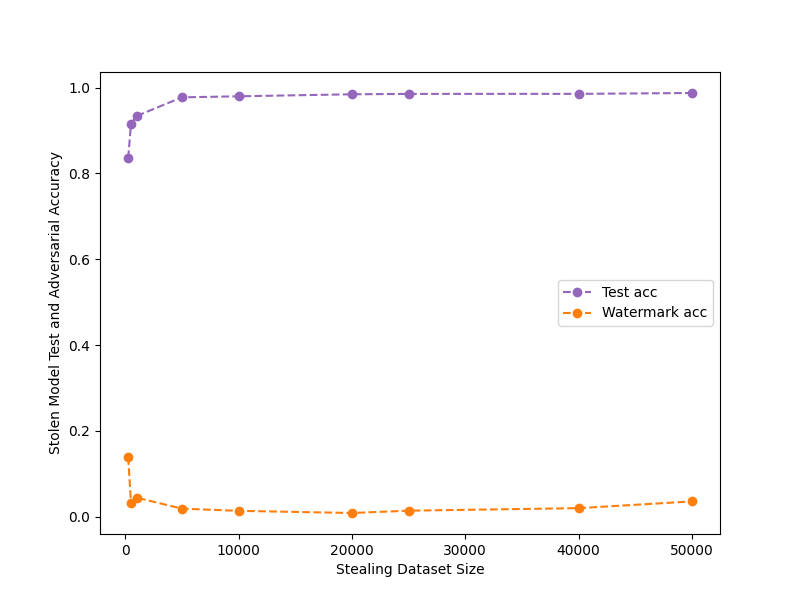 1.0
0.8
0.6
0.4
0.2
0.0
Stolen Model Test and Adversarial Accuracy
Test acc
Watermark acc
0 10000 20000 30000 40000 50000
Stealing Dataset Size